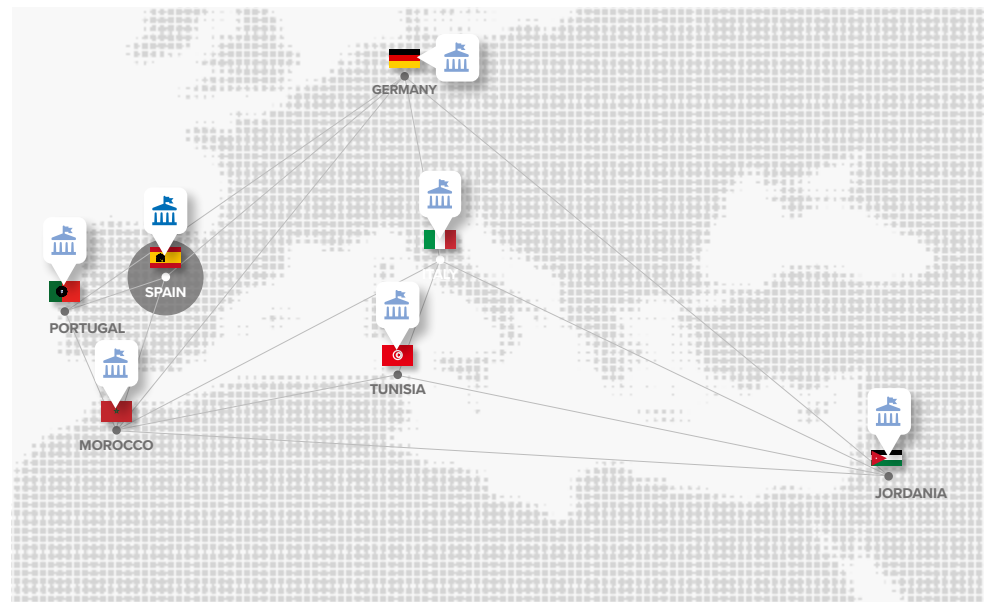 GERMANY
SPAIN
PORTUGAL
TUNISIA
MOROCCO
JORDANIA